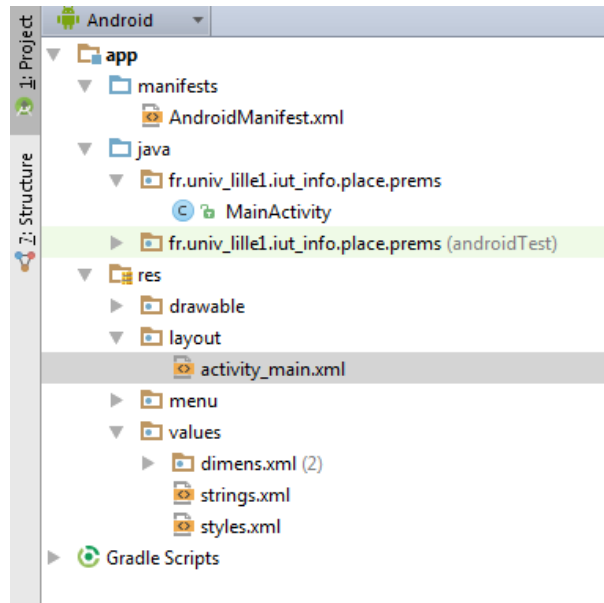 Android
1: Project
7: Structure
app
manifests
AndroidManifest.xml
java
fr.univ_lille1.iut_info.place.prems
C MainActivity
fr.univ_lille1.iut_info.place.prems (androidTest)
res
drawable
layout
activity_main.xml
menu
values
dimens.xml (2)
strings.xml
styles.xml
Gradle Scripts